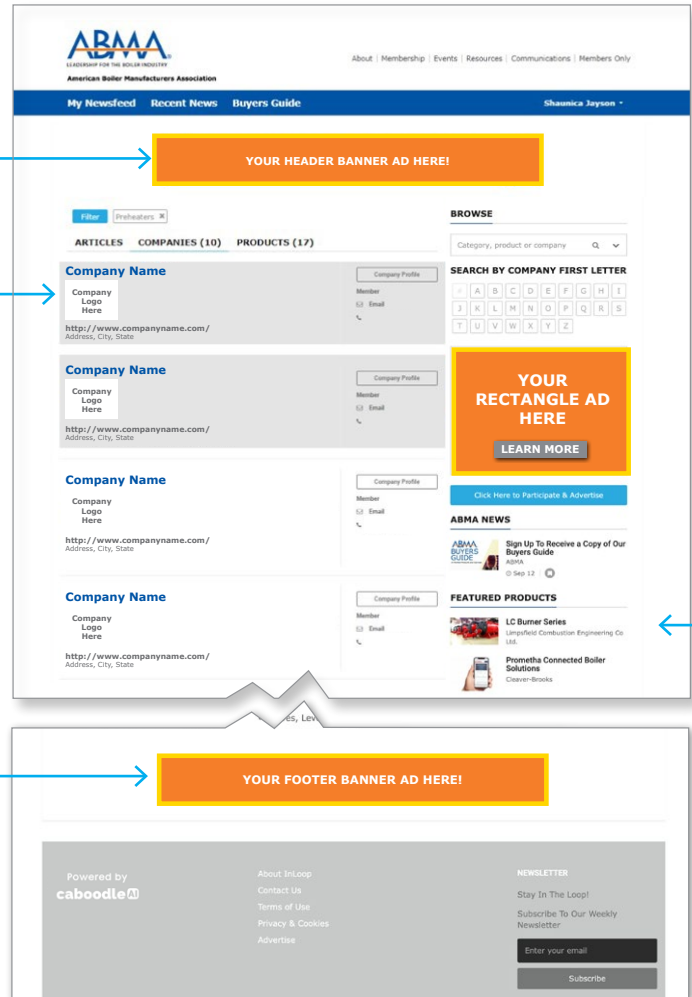 ABMA
LEADERSHIP FOR THE BOILER INDUSTRY
American Boiler Manufacturers Association
About | Membership | Events | Resources | Communications | Members Only
My Newsfeed Recent News Buyers Guide Shaunica Jayson
YOUR HEADER BANNER AD HERE!
Filter Preheaters X
ARTICLES COMPANIES (10) PRODUCTS (17)
Company Name
Company
Logo
Here
http://www.companyname.com/
Address, City, State
Company Profile
Member
Email
Company Name
Company
Logo
Here
http://www.companyname.com/
Address, City, State
Company Profile
Member
Email
Company Name
Company
Logo
Here
http://www.companyname.com/
Address, City, State
Company Profile
Member
Email
Company Name
Company
Logo
Here
http://www.companyname.com/
Address, City, State
Company Profile
Member
Email
BROWSE
Category, product or company
SEARCH BY COMPANY FIRST LETTER
# A B C D E F G H I
J K L M N O P Q R S
T U V W X Y Z
YOUR
RECTANGLE AD
HERE
LEARN MORE
Click Here to Participate & Advertise
ABMA NEWS
ABMA
BUYERS
GUIDE
Sign Up To Receive a Copy of Our
Buyers Guide
ABMA
Sep 12
FEATURED PRODUCTS
LC Burner Series
Limpsfield Combustion Engineering Co
Ltd.
Prometha Connected Boiler
Solutions
Cleaver-Brooks
YOUR FOOTER BANNER AD HERE!
Powered by
caboodle AI
About InLoop
Contact Us
Terms of Use
Privacy & Cookies
Advertise
NEWSLETTER
Stay In The Loop!
Subscribe To Our Weekly
Newsletter
Enter your email
Subscribe